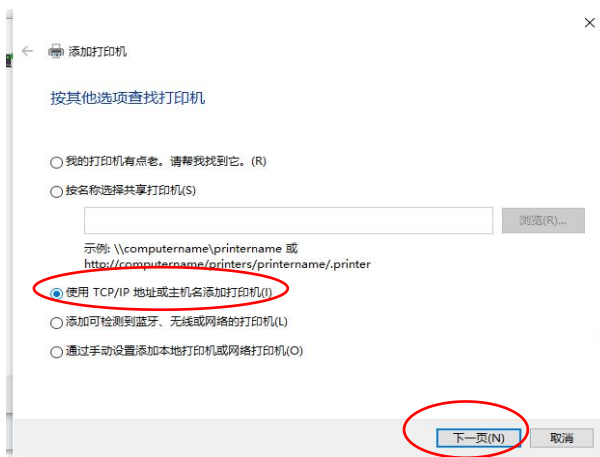 添加打印机
按其他选项查找打印机
我的打印机有点老。请帮我找到它。(R)
按名称选择共享打印机(S)
浏览(R)...
示例: \\computername\printername 或
http://computername/printers/printername/.printer
使用 TCP/IP 地址或主机名添加打印机(I)
添加可检测到蓝牙、无线或网络的打印机(L)
通过手动设置添加本地打印机或网络打印机(O)
下一页(N)
取消